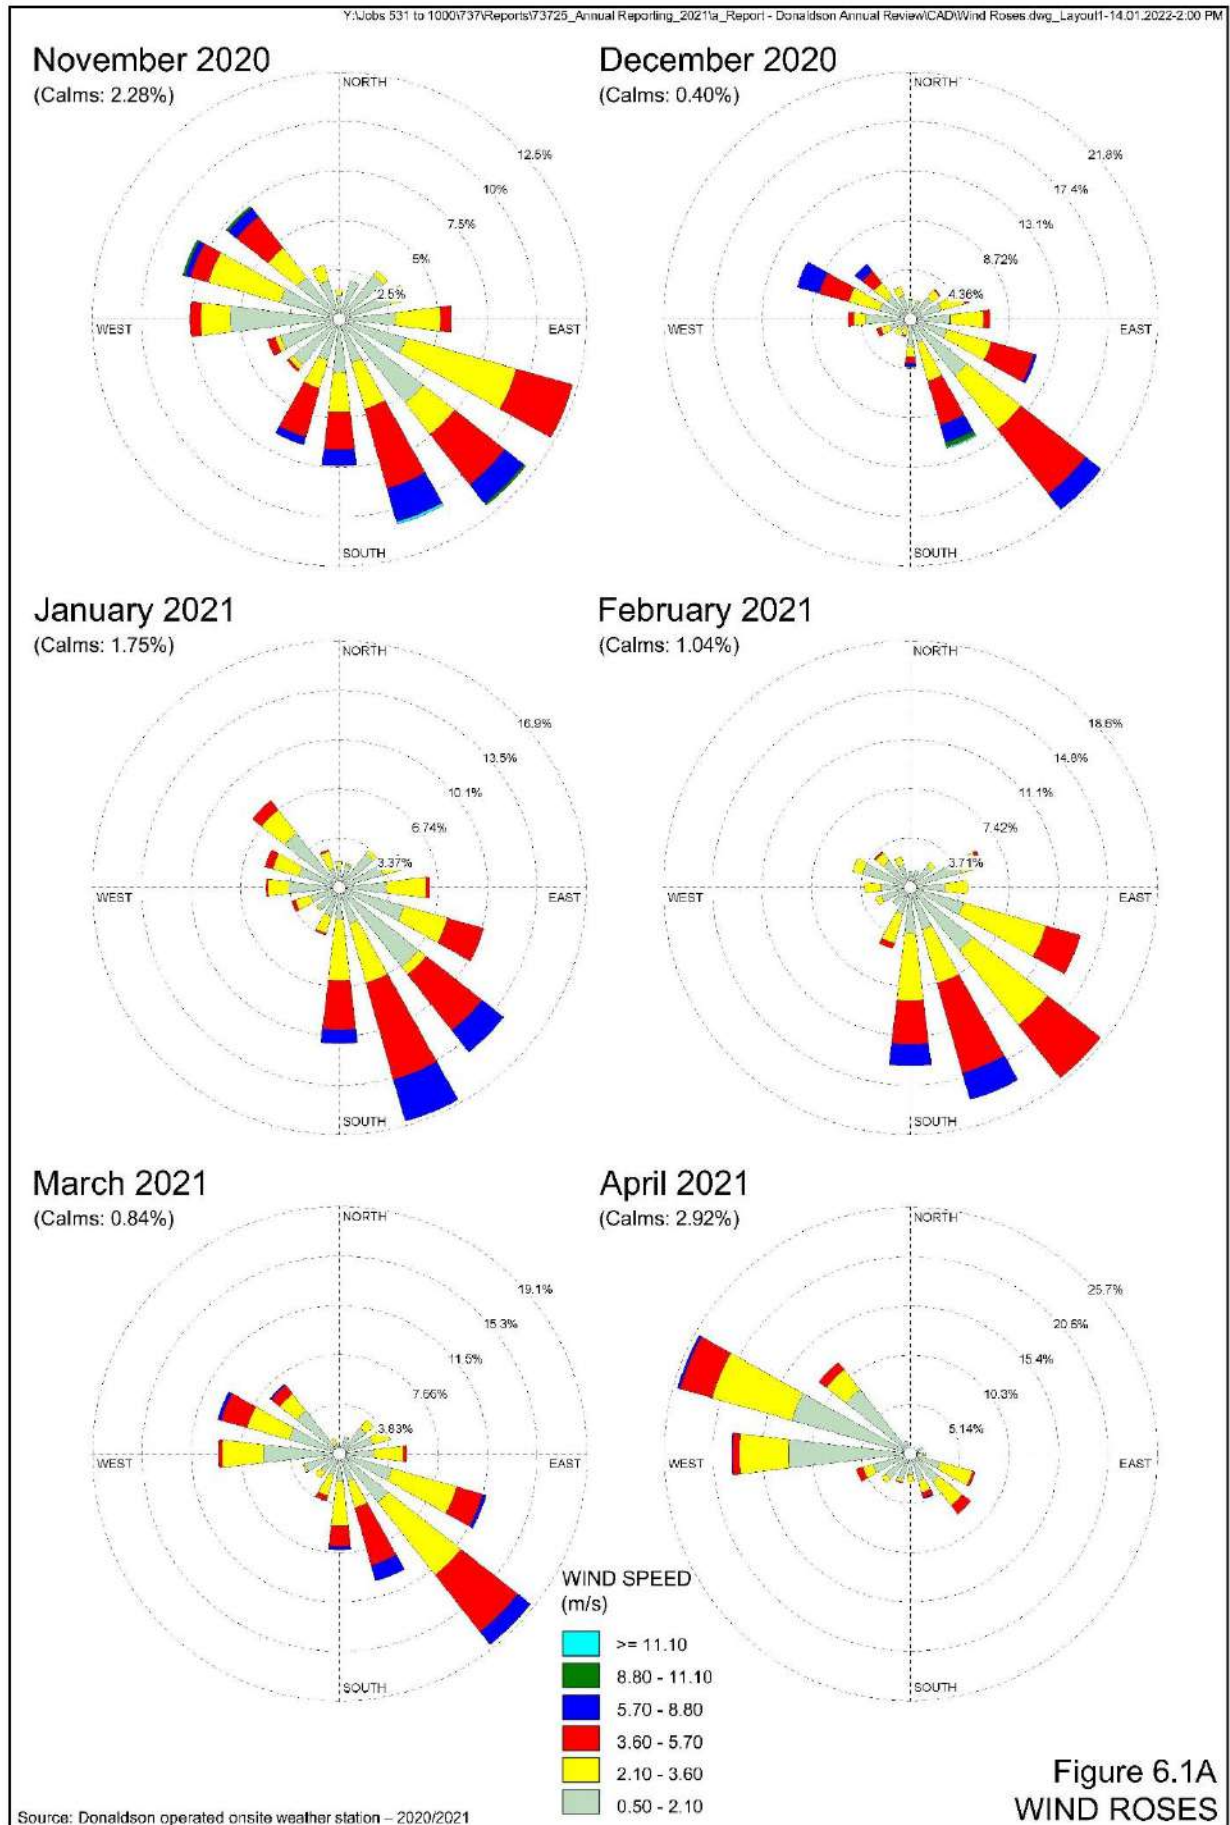 Y:\Jobs 531 to 1000\737\Reports\73725_Annual Reporting_2021\a_Report - Donaldson Annual Review\CAD\Wind Roses.dwg_Layout1-14.01.2022-2:00 PM
November 2020
(Calms: 2.28%)
NORTH
12.5%
10%
7.5%
5%
2.5%
WEST
EAST
SOUTH
December 2020
(Calms: 0.40%)
NORTH
21.8%
17.4%
13.1%
8.72%
4.36%
WEST
EAST
SOUTH
January 2021
(Calms: 1.75%)
NORTH
16.9%
13.5%
10.1%
6.74%
3.37%
WEST
EAST
SOUTH
February 2021
(Calms: 1.04%)
NORTH
18.6%
14.8%
11.1%
7.42%
3.71%
WEST
EAST
SOUTH
March 2021
(Calms: 0.84%)
NORTH
19.1%
15.3%
11.5%
7.66%
3.83%
WEST
EAST
SOUTH
April 2021
(Calms: 2.92%)
NORTH
25.7%
20.6%
15.4%
10.3%
5.14%
WEST
EAST
SOUTH
WIND SPEED
(m/s)
>= 11.10
8.80 - 11.10
5.70 - 8.80
3.60 - 5.70
2.10 - 3.60
0.50 - 2.10
Figure 6.1A
WIND ROSES
Source: Donaldson operated onsite weather station – 2020/2021